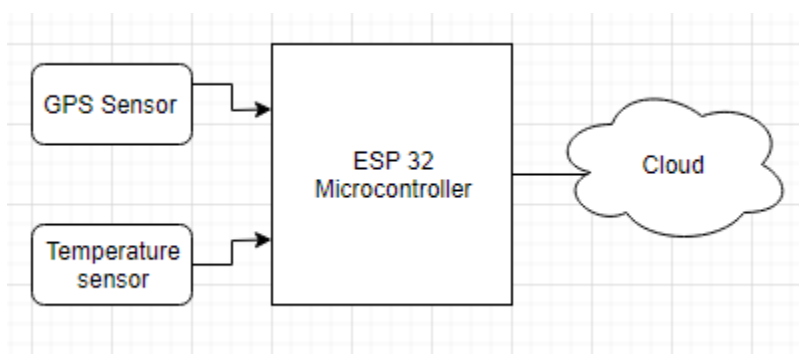 GPS Sensor
ESP 32
Microcontroller
Cloud
Temperature
sensor